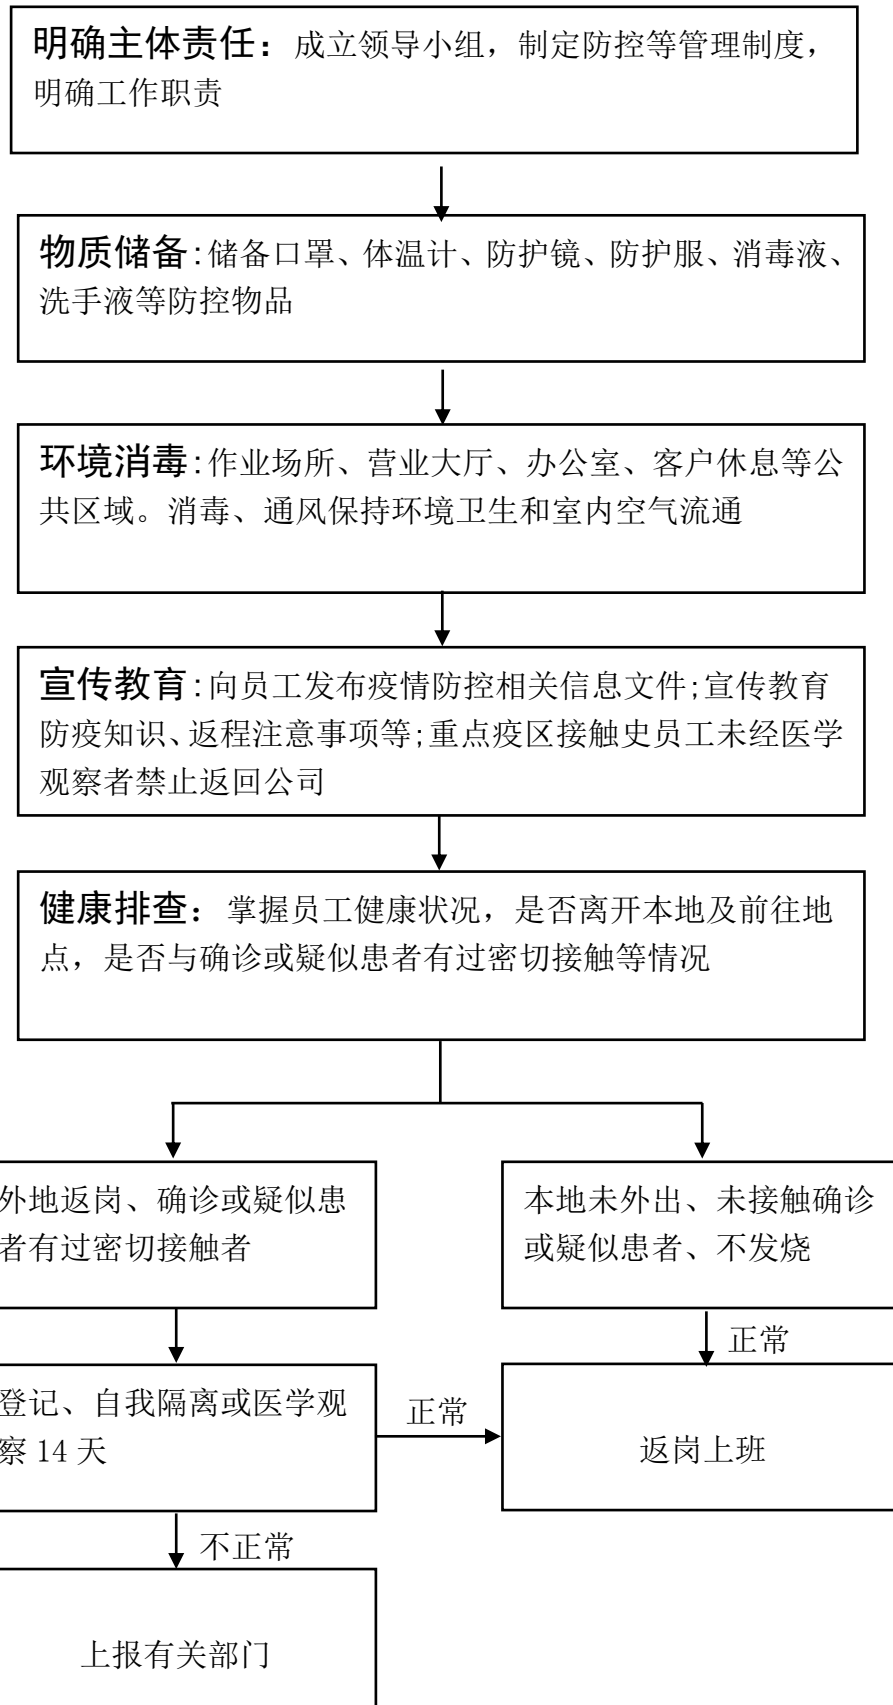 明确主体责任：成立领导小组，制定防控等管理制度，
明确工作职责
物质储备:储备口罩、体温计、防护镜、防护服、消毒液、
洗手液等防控物品
环境消毒:作业场所、营业大厅、办公室、客户休息等公
共区域。消毒、通风保持环境卫生和室内空气流通
宣传教育:向员工发布疫情防控相关信息文件;宣传教育
防疫知识、返程注意事项等;重点疫区接触史员工未经医学
观察者禁止返回公司
健康排查：掌握员工健康状况，是否离开本地及前往地
点，是否与确诊或疑似患者有过密切接触等情况
外地返岗、确诊或疑似患
者有过密切接触者
本地未外出、未接触确诊
或疑似患者、不发烧
正常
登记、自我隔离或医学观
察 14 天
正常
返岗上班
不正常
上报有关部门